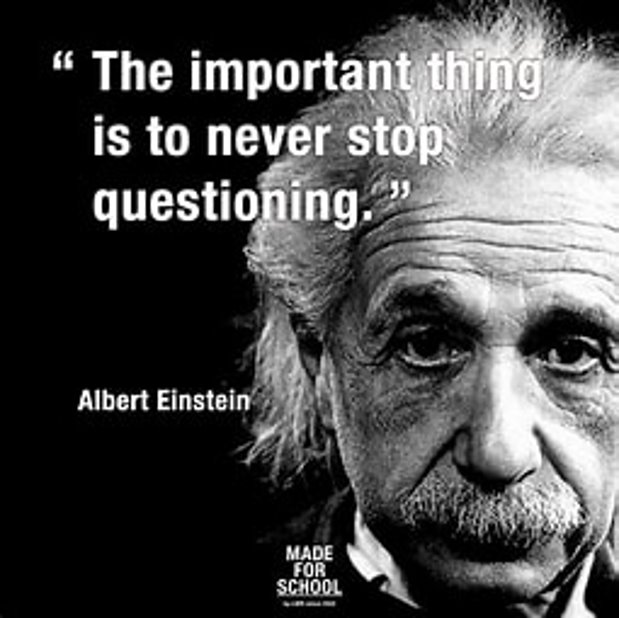 “ The important thing
is to never stop
questioning. ”
Albert Einstein
MADE
FOR
SCHOOL